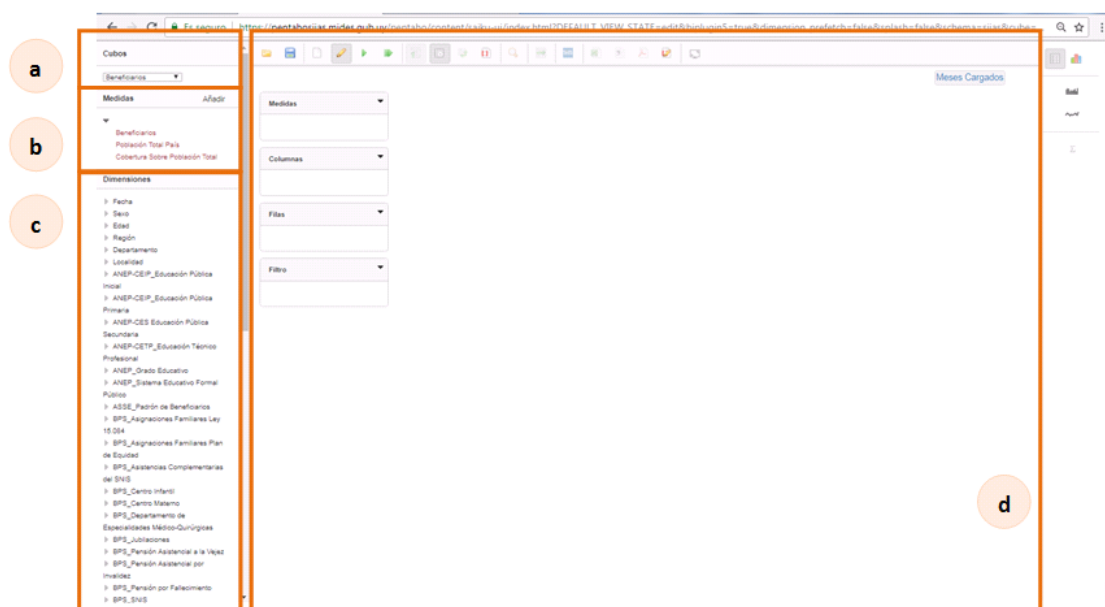 Es seguro | https://pentahosiias.mides.gub.uy/pentaho/content/saiku-ui/index.html?DEFAULT_VIEW_STATE=edit&biplugin5=true&dimension_prefetch=false&splash=false&schema=siias&cube=
a
Cubos
Beneficiarios
Meses Cargados
b
Medidas Añadir
Beneficiarios
Población Total País
Cobertura Sobre Población Total
c
Dimensiones
Fecha
Sexo
Edad
Región
Departamento
Localidad
ANEP-CEIP_Educación Pública
Inicial
ANEP-CEIP_Educación Pública
Primaria
ANEP-CES Educación Pública
Secundaria
ANEP-CETP_Educación Técnico
Profesional
ANEP_Grado Educativo
ANEP_Sistema Educativo Formal
Público
ASSE_Padrón de Beneficiarios
BPS_Asignaciones Familiares Ley
15.084
BPS_Asignaciones Familiares Plan
de Equidad
BPS_Asistencias Complementarias
del SNIS
BPS_Centro Infantil
BPS_Centro Materno
BPS_Departamento de
Especialidades Médico-Quirúrgicas
BPS_Jubilaciones
BPS_Pensión Asistencial a la Vejez
BPS_Pensión Asistencial por
Invalidez
BPS_Pensión por Fallecimiento
BPS_SNIS
Medidas
Columnas
Filas
Filtro
d